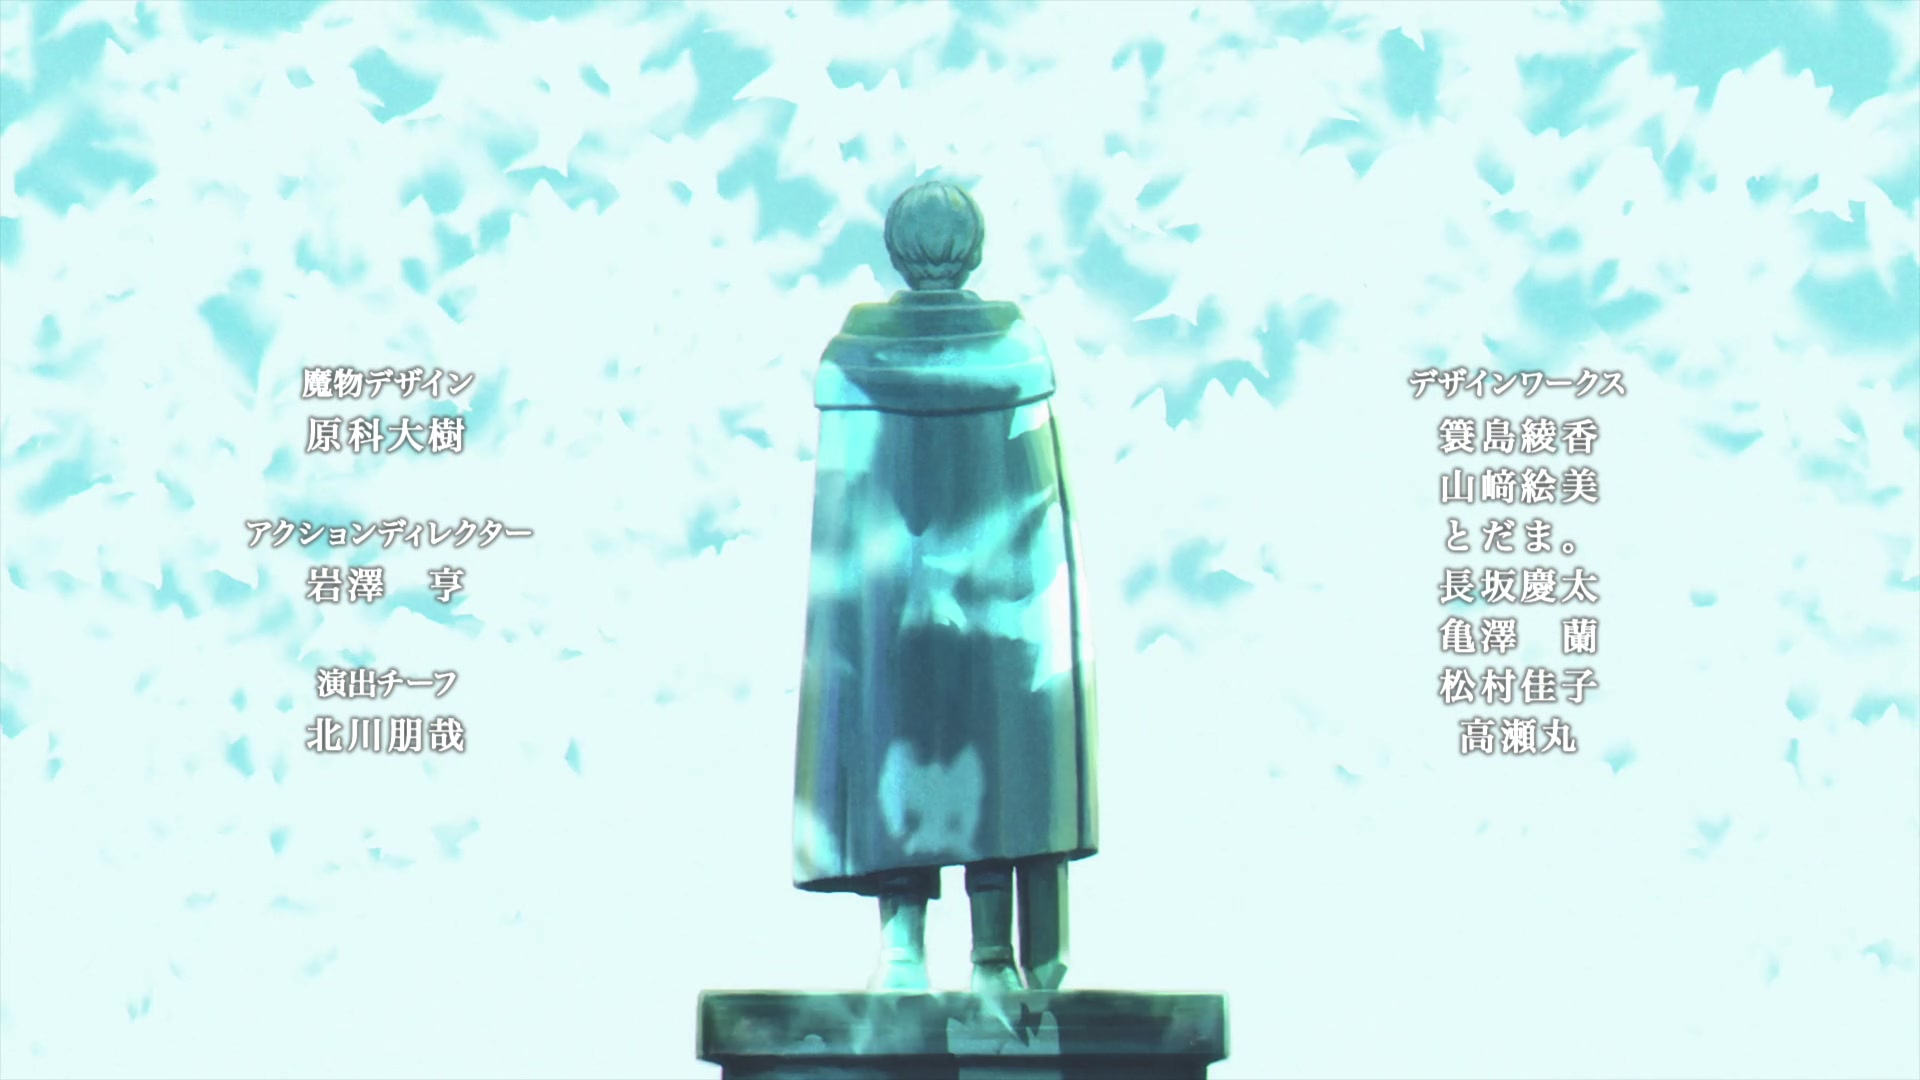 魔物デザイン
原科大樹
アクションディレクター
岩澤　亨
演出チーフ
北川朋哉
デザインワークス
簑島綾香
山﨑絵美
とだま。
長坂慶太
亀澤　蘭
松村佳子
高瀬丸